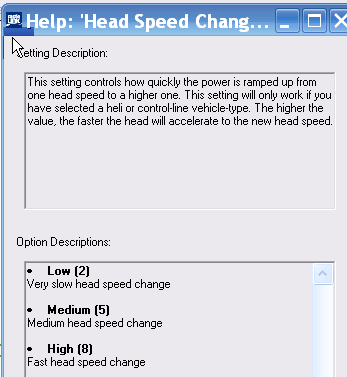 Help: 'Head Speed Chang...
Setting Description:
This setting controls how quickly the power is ramped up from
one head speed to a higher one. This setting will only work if you
have selected a heli or control-line vehicle-type. The higher the
value, the faster the head will accelerate to the new head speed.
Option Descriptions:
• Low (2)
Very slow head speed change
• Medium (5)
Medium head speed change
• High (8)
Fast head speed change